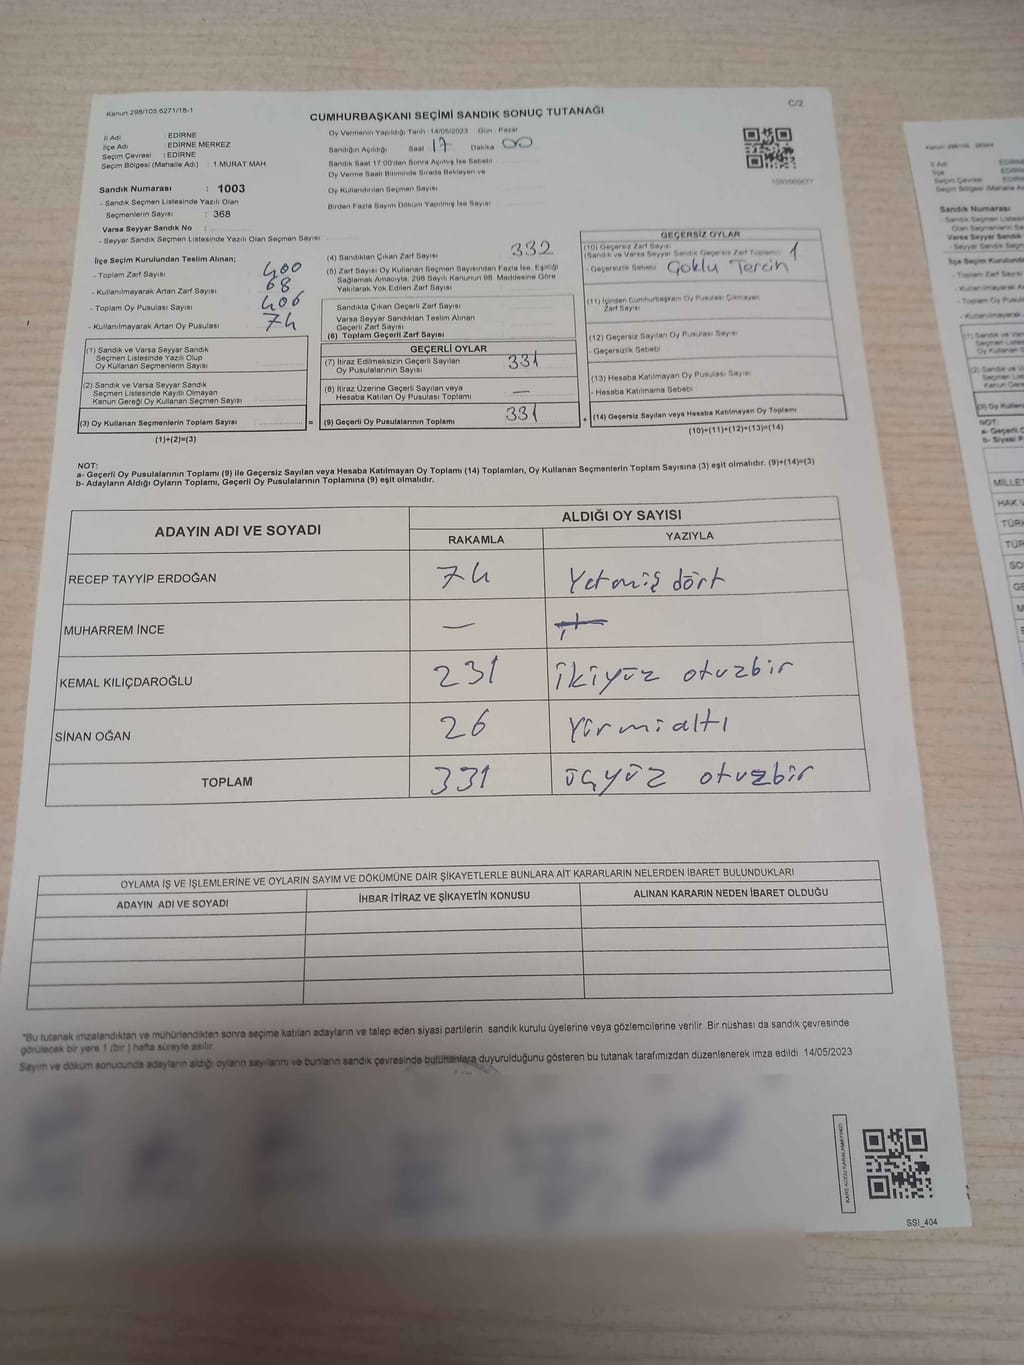 Kanun:298/105 6271/18-1
C/2
CUMHURBAŞKANI SEÇİMİ SANDIK SONUÇ TUTANAĞI
İl Adı : EDİRNE
İlçe Adı : EDİRNE MERKEZ
Seçim Çevresi : EDİRNE
Seçim Bölgesi (Mahalle Adı) : 1.MURAT MAH
Sandık Numarası : 1003
- Sandık Seçmen Listesinde Yazılı Olan
Seçmenlerin Sayısı : 368
Varsa Seyyar Sandık No :
- Seyyar Sandık Seçmen Listesinde Yazılı Olan Seçmen Sayısı
Oy Vermenin Yapıldığı Tarih :14/05/2023 Gün : Pazar
Sandığın Açıldığı Saat 17 Dakika 00
Sandık Saat 17.00'den Sonra Açımış İse Sebebi
Oy Verme Saati Bitiminde Sırada Bekleyen ve
Oy Kullandırılan Seçmen Sayısı
Birden Fazla Sayım Döküm Yapılmış İse Sayısı
İlçe Seçim Kurulundan Teslim Alınan;
- Toplam Zarf Sayısı 400
- Kullanılmayarak Artan Zarf Sayısı 68
- Toplam Oy Pusulası Sayısı 406
- Kullanılmayarak Artan Oy Pusulası 74
(1) Sandık ve Varsa Seyyar Sandık
Seçmen Listesinde Yazılı Olup
Oy Kullanan Seçmenlerin Sayısı
(2) Sandık ve Varsa Seyyar Sandık
Seçmen Listesinde Kayıtlı Olmayan
Kanun Gereği Oy Kullanan Seçmen Sayısı
(3) Oy Kullanan Seçmenlerin Toplam Sayısı =
(1)+(2)=(3)
(4) Sandıktan Çıkan Zarf Sayısı 332
(5) Zarf Sayısı Oy Kullanan Seçmen Sayısından Fazla İse, Eşitliği
Sağlamak Amacıyla, 298 Sayılı Kanunun 98. Maddesine Göre
Yakılarak Yok Edilen Zarf Sayısı
Sandıkta Çıkan Geçerli Zarf Sayısı
Varsa Seyyar Sandıktan Teslim Alınan
Geçerli Zarf Sayısı
(6) Toplam Geçerli Zarf Sayısı
GEÇERLİ OYLAR
(7) İtiraz Edilmeksizin Geçerli Sayılan
Oy Pusulasının Sayısı 331
(8) İtiraz Üzerine Geçerli Sayılan veya
Hesaba Katılan Oy Pusulası Toplamı —
(9) Geçerli Oy Pusulalarının Toplamı 331 +
GEÇERSİZ OYLAR
(10) Geçersiz Zarf Sayısı
(Sandık ve Varsa Seyyar Sandık Geçersiz Zarf Toplamı) 1
- Geçersizlik Sebebi Çoklu Tercih
(11) İçinden Cumhurbaşkanı Oy Pusulası Çıkmayan
Zarf Sayısı
(12) Geçersiz Sayılan Oy Pusulası Sayısı
- Geçersizlik Sebebi
(13) Hesaba Katılmayan Oy Pusulası Sayısı
- Hesaba Katılmama Sebebi
(14) Geçersiz Sayılan veya Hesaba Katılmayan Oy Toplamı
(10)+(11)+(12)+(13)=(14)
NOT:
a- Geçerli Oy Pusulalarının Toplamı (9) ile Geçersiz Sayılan veya Hesaba Katılmayan Oy Toplamı (14) Toplamları, Oy Kullanan Seçmenlerin Toplam Sayısına (3) eşit olmalıdır. (9)+(14)=(3)
b- Adayların Aldığı Oyların Toplamı, Geçerli Oy Pusulalarının Toplamına (9) eşit olmalıdır.
ADAYIN ADI VE SOYADI ALDIĞI OY SAYISI
RAKAMLA YAZIYLA
RECEP TAYYİP ERDOĞAN 74 Yetmiş dört
MUHARREM İNCE —
KEMAL KILIÇDAROĞLU 231 ikiyüz otuzbir
SİNAN OĞAN 26 Yirmialtı
TOPLAM 331 üçyüz otuzbir
OYLAMA İŞ VE İŞLEMLERİNE VE OYLARIN SAYIM VE DÖKÜMÜNE DAİR ŞİKAYETLERLE BUNLARA AİT KARARLARIN NELERDEN İBARET BULUNDUKLARI
ADAYIN ADI VE SOYADI İHBAR İTİRAZ VE ŞİKAYETİN KONUSU ALINAN KARARIN NEDEN İBARET OLDUĞU
*Bu tutanak imzalandıktan ve mühürlendikten sonra seçime katılan adayların ve talep eden siyasi partilerin sandık kurulu üyelerine veya gözlemcilerine verilir .Bir nüshası da sandık çevresinde
görülecek bir yere 1 (bir ) hafta süreyle asılır.
Sayım ve döküm sonucunda adayların aldığı oyların sayılarını ve bunların sandık çevresinde bulunanlara duyurulduğunu gösteren bu tutanak tarafımızdan düzenlenerek imza edildi. 14/05/2023
SSI_404
Sandık Numarası
NOT:
MİLLET
HAK